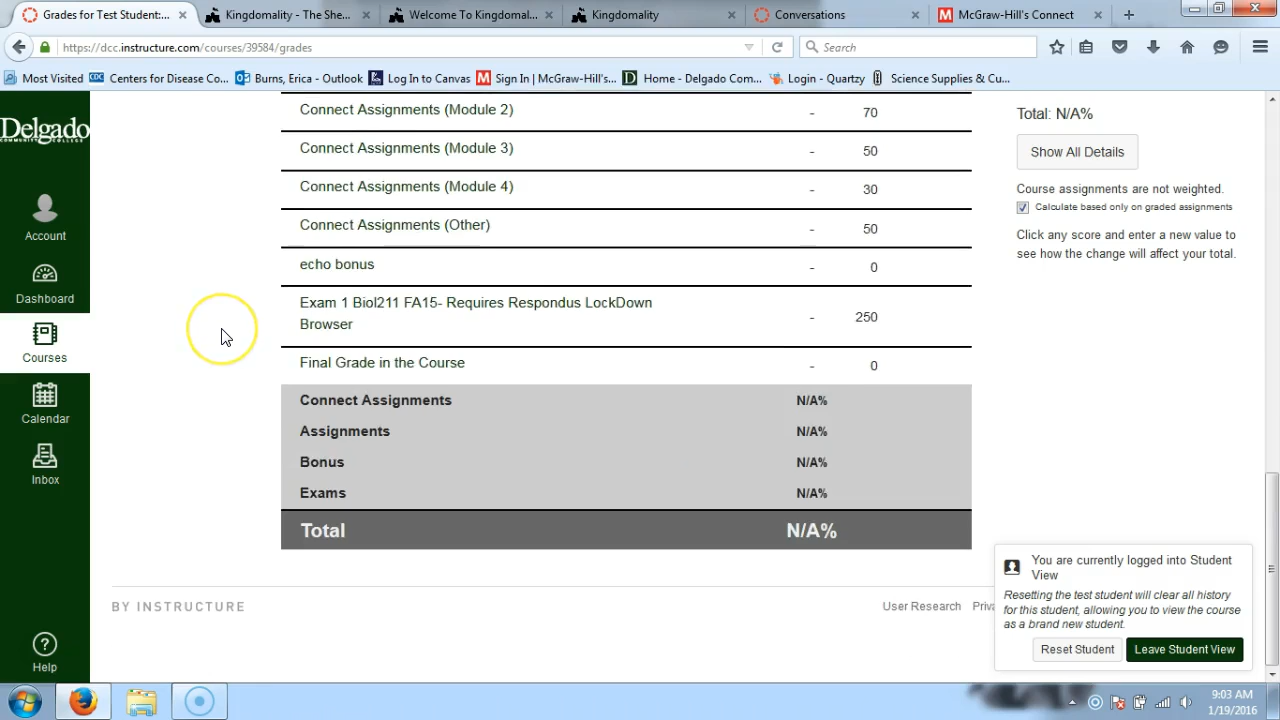 Grades for Test Student:...
Kingdomality - The She...
Welcome To Kingdomal...
Kingdomality
Conversations
McGraw-Hill's Connect
https://dcc.instructure.com/courses/39584/grades
Search
Most Visited
CDC Centers for Disease Co...
Burns, Erica - Outlook
Log In to Canvas
M Sign In | McGraw-Hill's...
D Home - Delgado Com...
Login - Quartzy
Science Supplies & Cu...
Delgado
COMMUNITY COLLEGE
Account
Dashboard
Courses
Calendar
Inbox
Help
Connect Assignments (Module 2) - 70
Connect Assignments (Module 3) - 50
Connect Assignments (Module 4) - 30
Connect Assignments (Other) - 50
echo bonus - 0
Exam 1 Biol211 FA15- Requires Respondus LockDown
Browser - 250
Final Grade in the Course - 0
Connect Assignments N/A%
Assignments N/A%
Bonus N/A%
Exams N/A%
Total N/A%
Total: N/A%
Show All Details
Course assignments are not weighted.
Calculate based only on graded assignments
Click any score and enter a new value to
see how the change will affect your total.
BY INSTRUCTURE
User Research Priva
You are currently logged into Student
View
Resetting the test student will clear all history
for this student, allowing you to view the course
as a brand new student.
Reset Student
Leave Student View
9:03 AM
1/19/2016